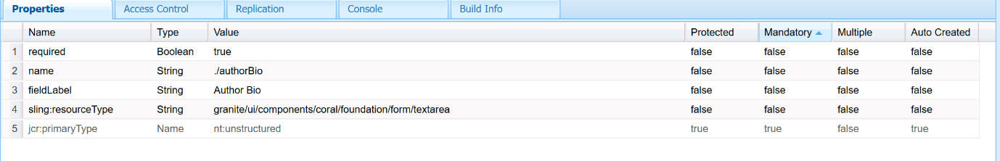 Properties Access Control Replication Console Build Info
Name Type Value Protected Mandatory Multiple Auto Created
1 required Boolean true false false false false
2 name String ./authorBio false false false false
3 fieldLabel String Author Bio false false false false
4 sling:resourceType String granite/ui/components/coral/foundation/form/textarea false false false false
5 jcr:primaryType Name nt:unstructured true true false true